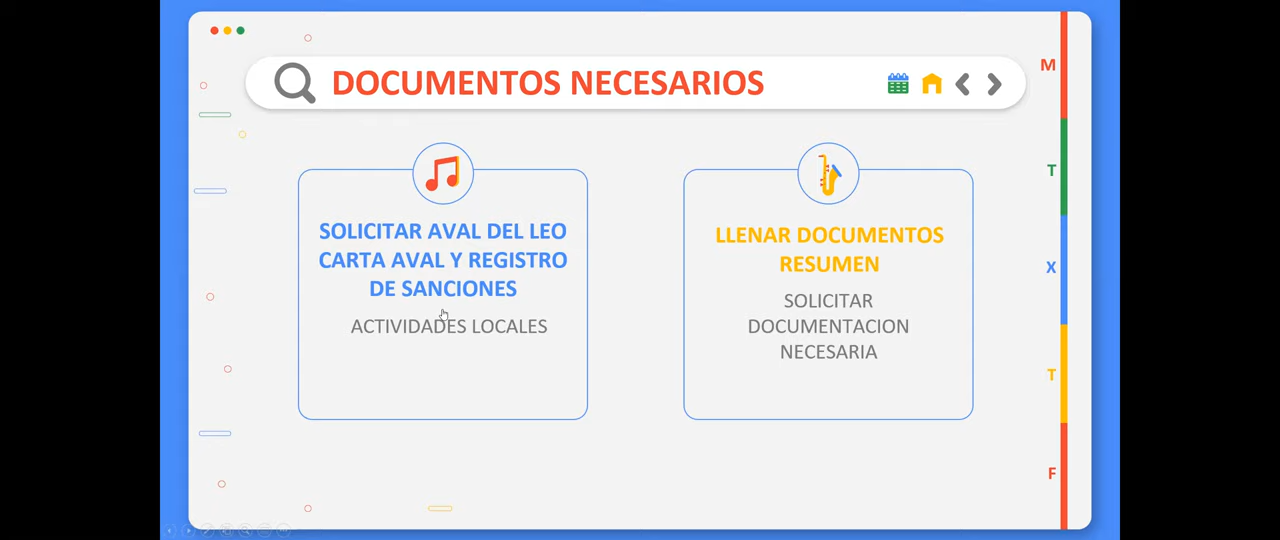 DOCUMENTOS NECESARIOS
SOLICITAR AVAL DEL LEO
CARTA AVAL Y REGISTRO
DE SANCIONES
ACTIVIDADES LOCALES
LLENAR DOCUMENTOS
RESUMEN
SOLICITAR
DOCUMENTACION
NECESARIA
M
T
X
T
F